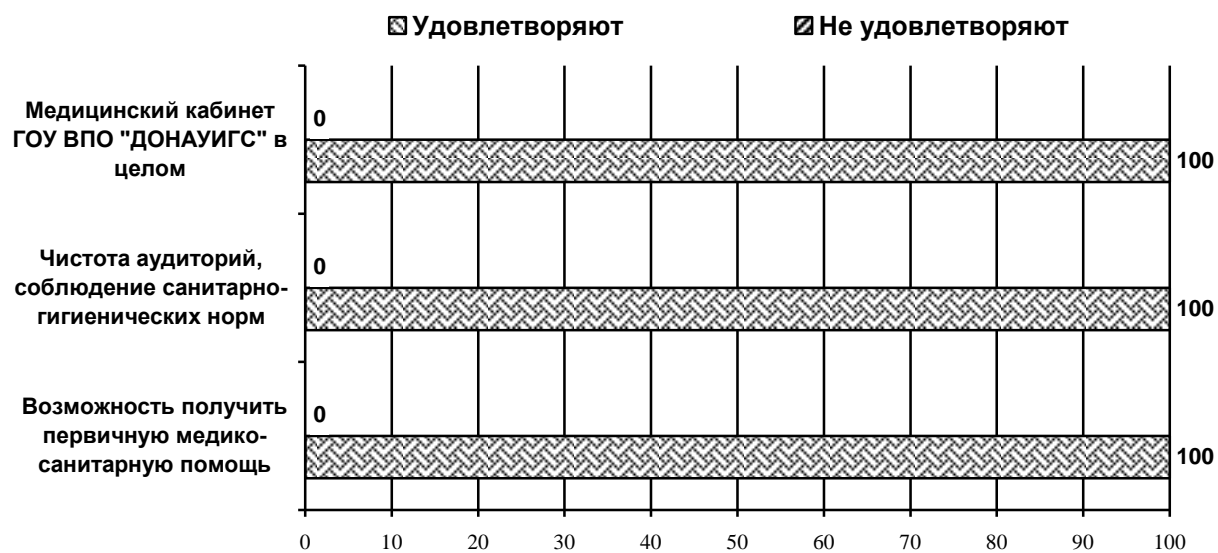 Удовлетворяют Не удовлетворяют
Медицинский кабинет
ГОУ ВПО "ДОНАУИГС" в
целом
0
100
Чистота аудиторий,
соблюдение санитарно-
гигиенических норм
0
100
Возможность получить
первичную медико-
санитарную помощь
0
100
0 10 20 30 40 50 60 70 80 90 100